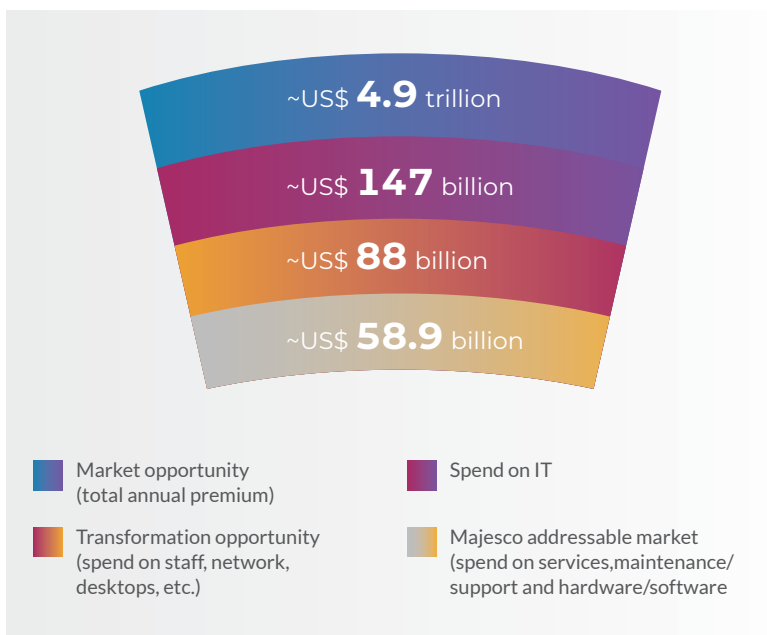 ~US$ 4.9 trillion
~US$ 147 billion
~US$ 88 billion
~US$ 58.9 billion
Market opportunity
(total annual premium)
Spend on IT
Transformation opportunity
(spend on staff, network,
desktops, etc.)
Majesco addressable market
(spend on services,maintenance/
support and hardware/software